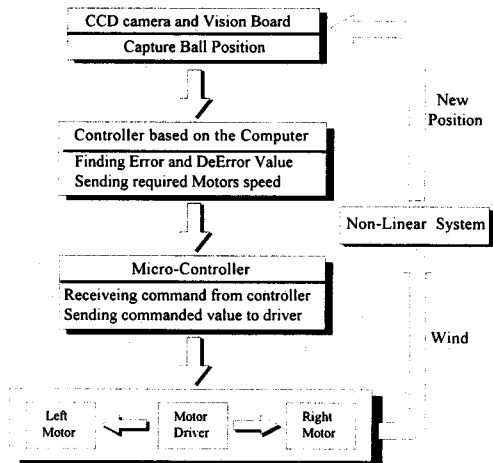 CCD camera and Vision Board
Capture Ball Position
New
Position
Controller based on the Computer
Finding Error and DeError Value
Sending required Motors speed
Non-Linear System
Micro-Controller
Receiveing command from controller
Sending commanded value to driver
Wind
Left
Motor
Motor
Driver
Right
Motor